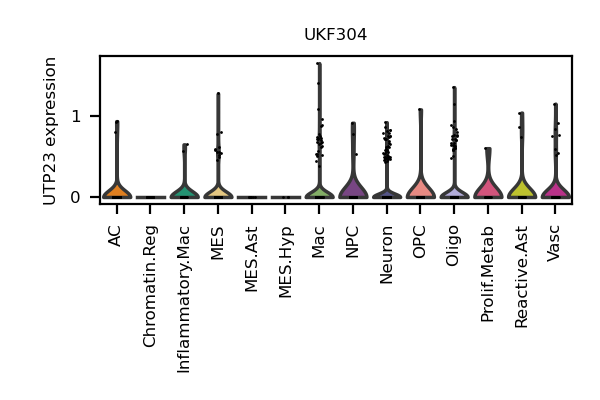 UKF304
UTP23 expression
1
0
AC
Chromatin.Reg
Inflammatory.Mac
MES
MES.Ast
MES.Hyp
Mac
NPC
Neuron
OPC
Oligo
Prolif.Metab
Reactive.Ast
Vasc